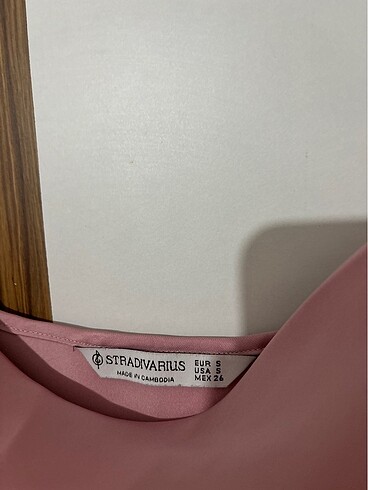 STRADIVARIUS
MADE IN CAMBODIA
EUR S
USA S
MEX 26